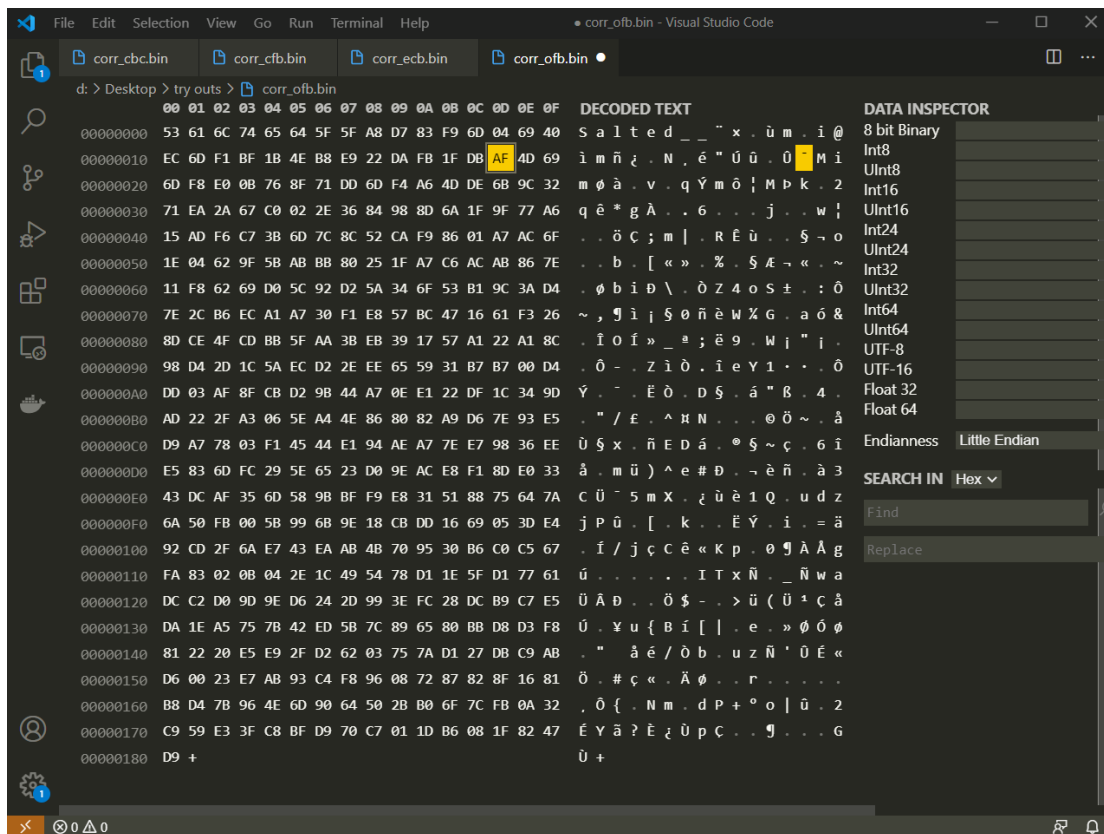 File Edit Selection View Go Run Terminal Help ● corr_ofb.bin - Visual Studio Code
corr_cbc.bin corr_cfb.bin corr_ecb.bin corr_ofb.bin ●
d: > Desktop > try outs > corr_ofb.bin
00 01 02 03 04 05 06 07 08 09 0A 0B 0C 0D 0E 0F DECODED TEXT
00000000 53 61 6C 74 65 64 5F 5F A8 D7 83 F9 6D 04 69 40 S a l t e d _ _ ¨ x . ù m . i @
00000010 EC 6D F1 BF 1B 4E B8 E9 22 DA FB 1F DB AF 4D 69 ì m ñ ¿ . N ¸ é " Ú û . Û ¯ M i
00000020 6D F8 E0 0B 76 8F 71 DD 6D F4 A6 4D DE 6B 9C 32 m ø à . v . q Ý m ô ¦ M Þ k . 2
00000030 71 EA 2A 67 C0 02 2E 36 84 98 8D 6A 1F 9F 77 A6 q ê * g À . . 6 . . . j . . w ¦
00000040 15 AD F6 C7 3B 6D 7C 8C 52 CA F9 86 01 A7 AC 6F . . ö Ç ; m | . R Ê ù . . § ¬ o
00000050 1E 04 62 9F 5B AB BB 80 25 1F A7 C6 AC AB 86 7E . . b . [ « » . % . § Æ ¬ « . ~
00000060 11 F8 62 69 D0 5C 92 D2 5A 34 6F 53 B1 9C 3A D4 . ø b i Ð \ . Ò Z 4 o S ± . : Ô
00000070 7E 2C B6 EC A1 A7 30 F1 E8 57 BC 47 16 61 F3 26 ~ , ¶ ì ¡ § 0 ñ è W ¼ G . a ó &
00000080 8D CE 4F CD BB 5F AA 3B EB 39 17 57 A1 22 A1 8C . Î O Í » _ ª ; ë 9 . W ¡ " ¡ .
00000090 98 D4 2D 1C 5A EC D2 2E EE 65 59 31 B7 B7 00 D4 . Ô - . Z ì Ò . î e Y 1 · · . Ô
000000A0 DD 03 AF 8F CB D2 9B 44 A7 0E E1 22 DF 1C 34 9D Ý . ¯ . Ë Ò . D § . á " ß . 4 .
000000B0 AD 22 2F A3 06 5E A4 4E 86 80 82 A9 D6 7E 93 E5 . " / £ . ^ ¤ N . . . © Ö ~ . å
000000C0 D9 A7 78 03 F1 45 44 E1 94 AE A7 7E E7 98 36 EE Ù § x . ñ E D á . ® § ~ ç . 6 î
000000D0 E5 83 6D FC 29 5E 65 23 D0 9E AC E8 F1 8D E0 33 å . m ü ) ^ e # Ð . ¬ è ñ . à 3
000000E0 43 DC AF 35 6D 58 9B BF F9 E8 31 51 88 75 64 7A C Ü ¯ 5 m X . ¿ ù è 1 Q . u d z
000000F0 6A 50 FB 00 5B 99 6B 9E 18 CB DD 16 69 05 3D E4 j P û . [ . k . . Ë Ý . i . = ä
00000100 92 CD 2F 6A E7 43 EA AB 4B 70 95 30 B6 C0 C5 67 . Í / j ç C ê « K p . 0 ¶ À Å g
00000110 FA 83 02 0B 04 2E 1C 49 54 78 D1 1E 5F D1 77 61 ú . . . . . . I T x Ñ . _ Ñ w a
00000120 DC C2 D0 9D 9E D6 24 2D 99 3E FC 28 DC B9 C7 E5 Ü Â Ð . . Ö $ - . > ü ( Ü ¹ Ç å
00000130 DA 1E A5 75 7B 42 ED 5B 7C 89 65 80 BB D8 D3 F8 Ú . ¥ u { B í [ | . e . » Ø Ó ø
00000140 81 22 20 E5 E9 2F D2 62 03 75 7A D1 27 DB C9 AB . " å é / Ò b . u z Ñ ' Û É «
00000150 D6 00 23 E7 AB 93 C4 F8 96 08 72 87 82 8F 16 81 Ö . # ç « . Ä ø . . r . . . . .
00000160 B8 D4 7B 96 4E 6D 90 64 50 2B B0 6F 7C FB 0A 32 ¸ Ô { . N m . d P + ° o | û . 2
00000170 C9 59 E3 3F C8 BF D9 70 C7 01 1D B6 08 1F 82 47 É Y ã ? È ¿ Ù p Ç . . ¶ . . . G
00000180 D9 + Ù +
DATA INSPECTOR
8 bit Binary
Int8
UInt8
Int16
UInt16
Int24
UInt24
Int32
UInt32
Int64
UInt64
UTF-8
UTF-16
Float 32
Float 64
Endianness Little Endian
SEARCH IN Hex
Find
Replace
1
1
0 0